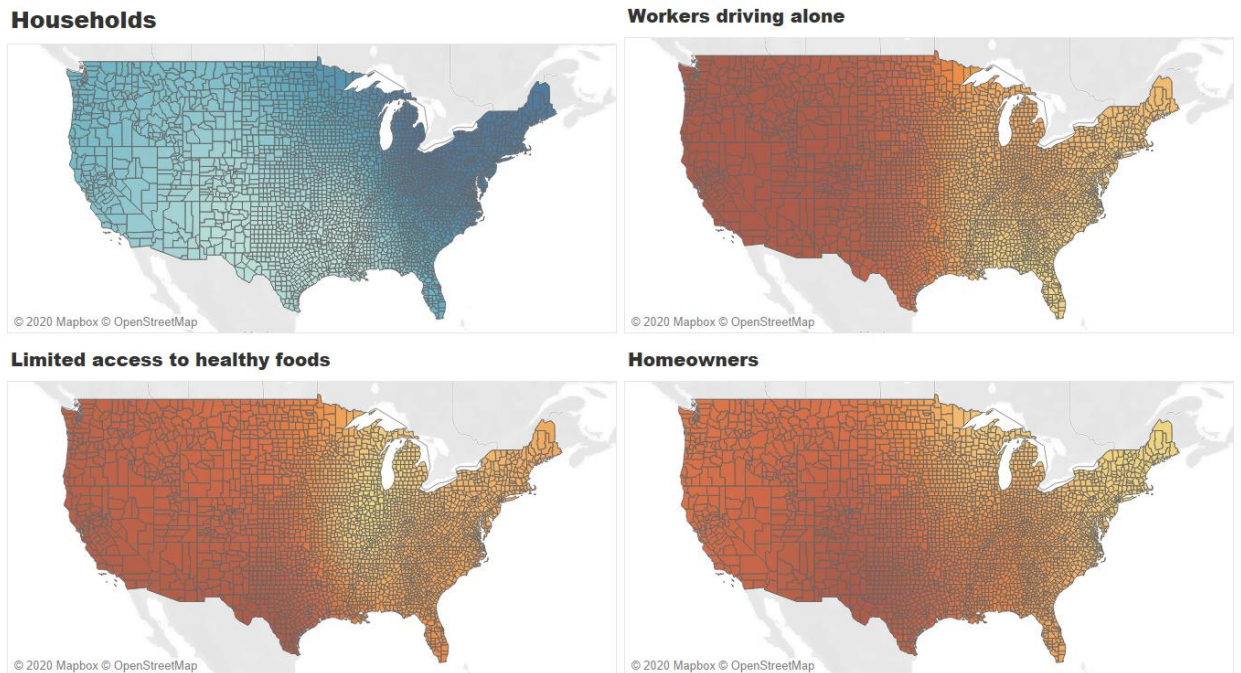 Households
Workers driving alone
© 2020 Mapbox © OpenStreetMap
© 2020 Mapbox © OpenStreetMap
Limited access to healthy foods
Homeowners
© 2020 Mapbox © OpenStreetMap
© 2020 Mapbox © OpenStreetMap